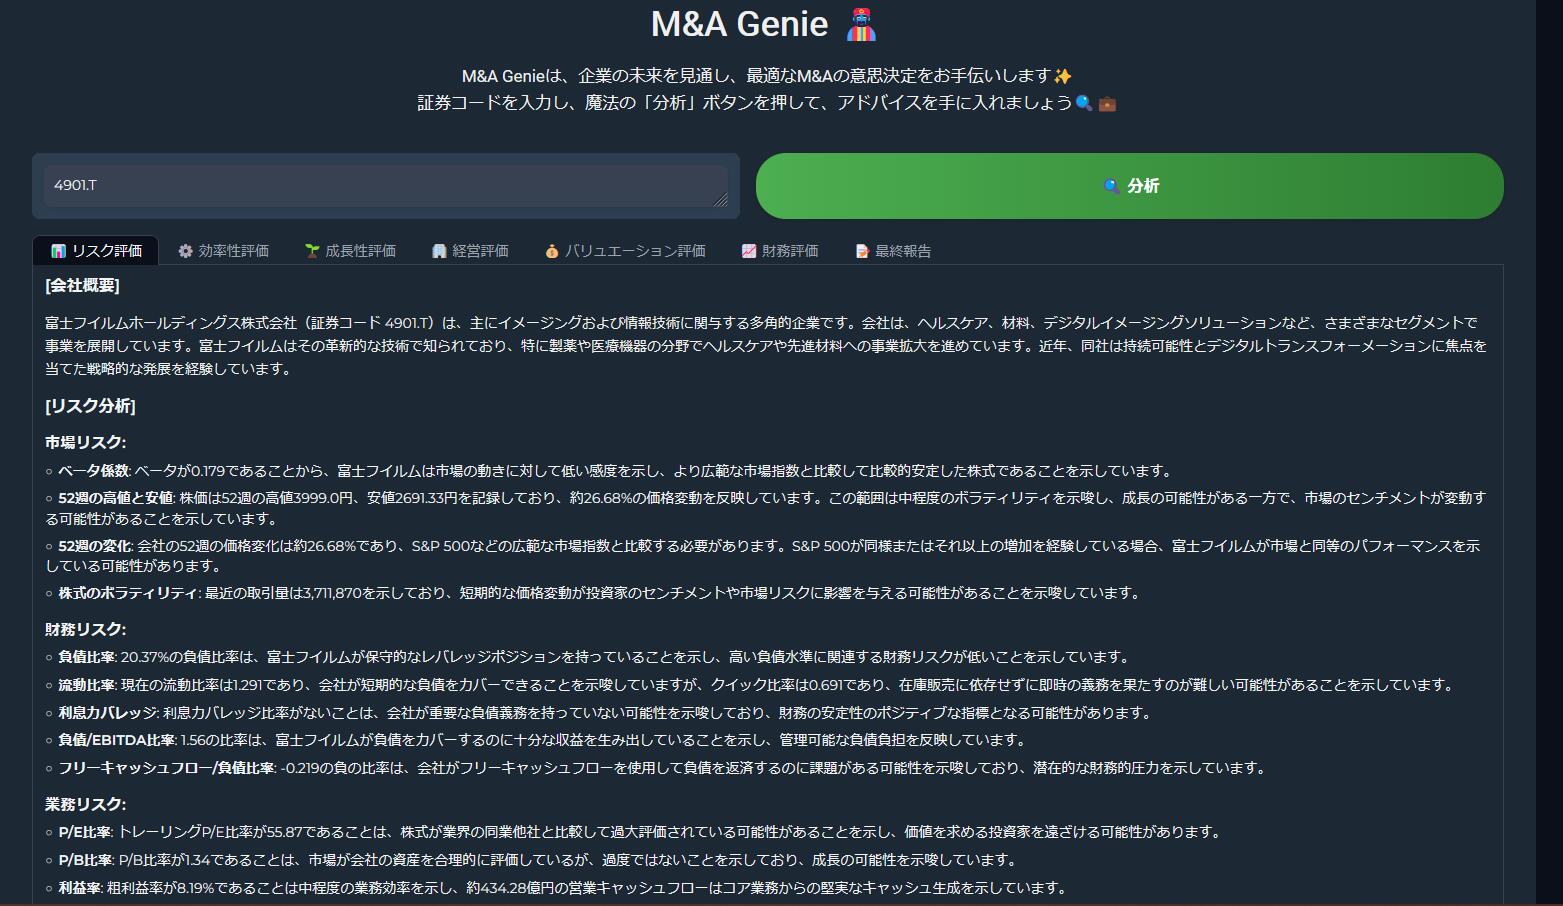 M&A Genie
M&A Genieは、企業の未来を見通し、最適なM&Aの意思決定をお手伝いします✨
証券コードを入力し、魔法の「分析」ボタンを押して、アドバイスを手に入れましょう🔍 💼
4901.T
🔍 分析
📊 リスク評価 ⚙️ 効率性評価 🌱 成長性評価 🏢 経営評価 💰 バリュエーション評価 📈 財務評価 📝 最終報告
[会社概要]
富士フイルムホールディングス株式会社（証券コード 4901.T）は、主にイメージングおよび情報技術に関与する多角的企業です。会社は、ヘルスケア、材料、デジタルイメージングソリューションなど、さまざまなセグメントで
事業を展開しています。富士フイルムはその革新的な技術で知られており、特に製薬や医療機器の分野でヘルスケアや先進材料への事業拡大を進めています。近年、同社は持続可能性とデジタルトランスフォーメーションに焦点を
当てた戦略的な発展を経験しています。
[リスク分析]
市場リスク:
◦ ベータ係数: ベータが0.179であることから、富士フイルムは市場の動きに対して低い感度を示し、より広範な市場指数と比較して比較的安定した株式であることを示しています。
◦ 52週の高値と安値: 株価は52週の高値3999.0円、安値2691.33円を記録しており、約26.68%の価格変動を反映しています。この範囲は中程度のボラティリティを示唆し、成長の可能性がある一方で、市場のセンチメントが変動す
る可能性があることを示しています。
◦ 52週の変化: 会社の52週の価格変化は約26.68%であり、S&P 500などの広範な市場指数と比較する必要があります。S&P 500が同様またはそれ以上の増加を経験している場合、富士フイルムが市場と同等のパフォーマンスを示
している可能性があります。
◦ 株式のボラティリティ: 最近の取引量は3,711,870を示しており、短期的な価格変動が投資家のセンチメントや市場リスクに影響を与える可能性があることを示唆しています。
財務リスク:
◦ 負債比率: 20.37%の負債比率は、富士フイルムが保守的なレバレッジポジションを持っていることを示し、高い負債水準に関連する財務リスクが低いことを示しています。
◦ 流動比率: 現在の流動比率は1.291であり、会社が短期的な負債をカバーできることを示唆していますが、クイック比率は0.691であり、在庫販売に依存せずに即時の義務を果たすのが難しい可能性があることを示しています。
◦ 利息カバレッジ: 利息カバレッジ比率がないことは、会社が重要な負債義務を持っていない可能性を示唆しており、財務の安定性のポジティブな指標となる可能性があります。
◦ 負債/EBITDA比率: 1.56の比率は、富士フイルムが負債をカバーするのに十分な収益を生み出していることを示し、管理可能な負債負担を反映しています。
◦ フリーキャッシュフロー/負債比率: -0.219の負の比率は、会社がフリーキャッシュフローを使用して負債を返済するのに課題がある可能性を示唆しており、潜在的な財務的圧力を示しています。
業務リスク:
◦ P/E比率: トレーリングP/E比率が55.87であることは、株式が業界の同業他社と比較して過大評価されている可能性があることを示し、価値を求める投資家を遠ざける可能性があります。
◦ P/B比率: P/B比率が1.34であることは、市場が会社の資産を合理的に評価しているが、過度ではないことを示しており、成長の可能性を示唆しています。
◦ 利益率: 粗利益率が8.19%であることは中程度の業務効率を示し、約434.28億円の営業キャッシュフローはコア業務からの堅実なキャッシュ生成を示しています。